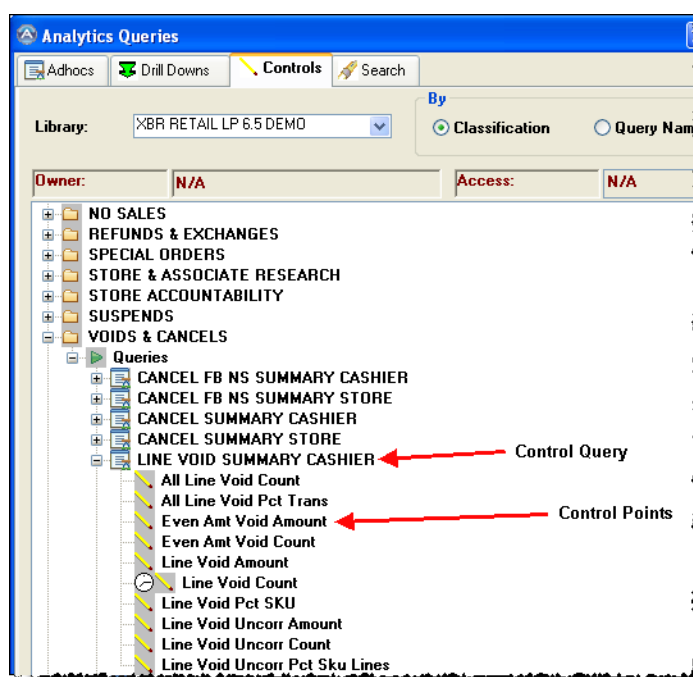 Analytics Queries
Adhocs Drill Downs Controls Search
By
Library: XBR RETAIL LP 6.5 DEMO Classification Query Nam
Owner: N/A Access: N/A
NO SALES
REFUNDS & EXCHANGES
SPECIAL ORDERS
STORE & ASSOCIATE RESEARCH
STORE ACCOUNTABILITY
SUSPENDS
VOIDS & CANCELS
Queries
CANCEL FB NS SUMMARY CASHIER
CANCEL FB NS SUMMARY STORE
CANCEL SUMMARY CASHIER
CANCEL SUMMARY STORE
LINE VOID SUMMARY CASHIER Control Query
All Line Void Count
All Line Void Pct Trans
Even Amt Void Amount Control Points
Even Amt Void Count
Line Void Amount
Line Void Count
Line Void Pct SKU
Line Void Uncorr Amount
Line Void Uncorr Count
Line Void Uncorr Pct Sku Lines